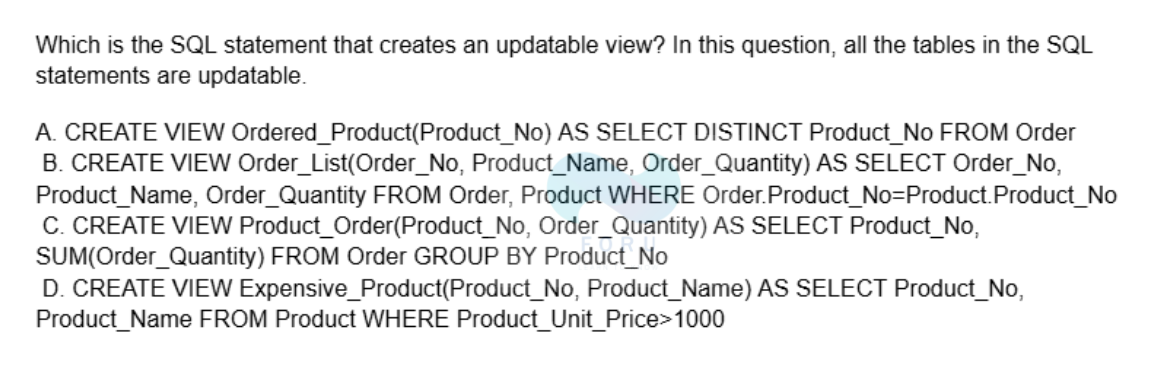 Which is the SQL statement that creates an updatable view? In this question, all the tables in the SQL
statements are updatable.
A. CREATE VIEW Ordered_Product(Product_No) AS SELECT DISTINCT Product_No FROM Order
B. CREATE VIEW Order_List(Order_No, Product_Name, Order_Quantity) AS SELECT Order_No,
Product_Name, Order_Quantity FROM Order, Product WHERE Order.Product_No=Product.Product_No
C. CREATE VIEW Product_Order(Product_No, Order_Quantity) AS SELECT Product_No,
SUM(Order_Quantity) FROM Order GROUP BY Product_No
D. CREATE VIEW Expensive_Product(Product_No, Product_Name) AS SELECT Product_No,
Product_Name FROM Product WHERE Product_Unit_Price>1000